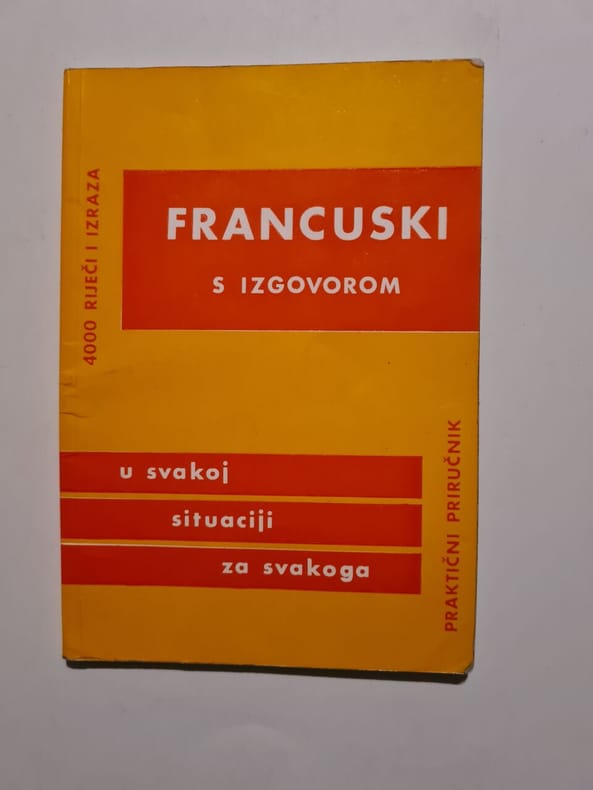 4000 RIJEČI I IZRAZA
FRANCUSKI
S IZGOVOROM
u svakoj
situaciji
za svakoga
PRAKTIČNI PRIRUČNIK